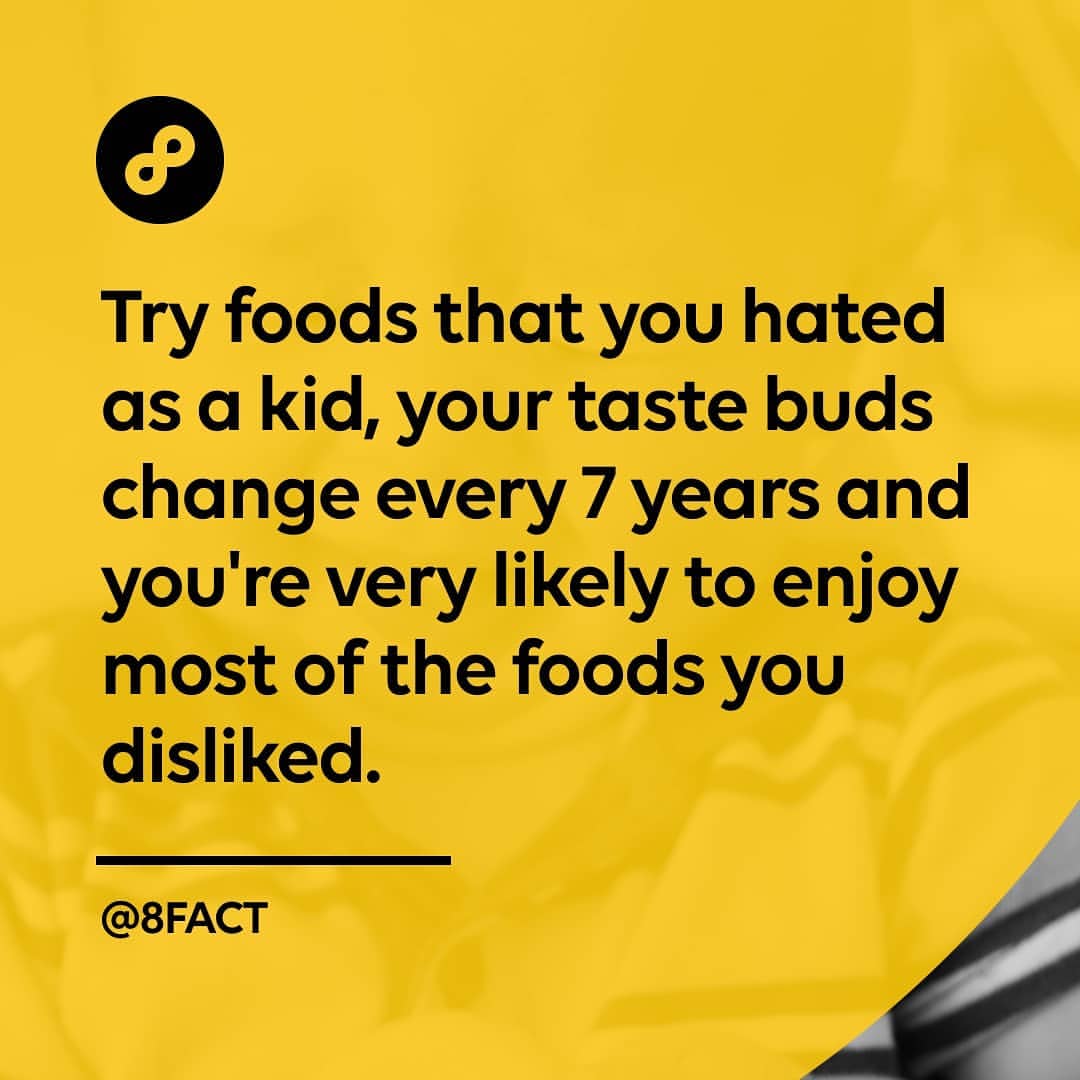 Try foods that you hated
as a kid, your taste buds
change every 7 years and
you're very likely to enjoy
most of the foods you
disliked.
@8FACT